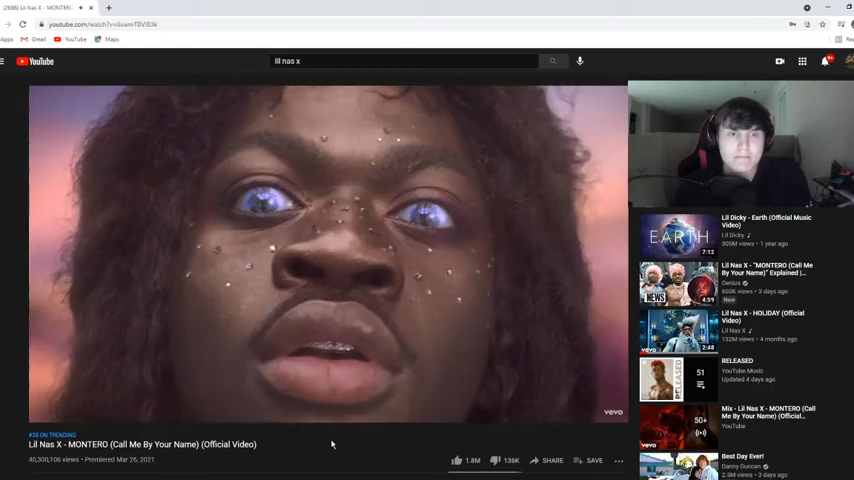 (2686) Lil Nas X - MONTERO
youtube.com/watch?v=6swmTBVI83k
Apps Gmail YouTube Maps
YouTube
lil nas x
9+
vevo
#38 ON TRENDING
Lil Nas X - MONTERO (Call Me By Your Name) (Official Video)
40,300,106 views • Premiered Mar 26, 2021
1.8M 136K SHARE SAVE
EARTH
7:12
Lil Dicky - Earth (Official Music
Video)
Lil Dicky
305M views • 1 year ago
NEWS
4:59
Lil Nas X - "MONTERO (Call Me
By Your Name)" Explained |...
Genius
603K views • 3 days ago
New
vevo
2:48
Lil Nas X - HOLIDAY (Official
Video)
Lil Nas X
132M views • 4 months ago
RELEASED
51
RELEASED
YouTube Music
Updated 4 days ago
vevo
50+
Mix - Lil Nas X - MONTERO (Call
Me By Your Name) (Official...
YouTube
Best Day Ever!
Danny Duncan
2.5M views • 3 days ago